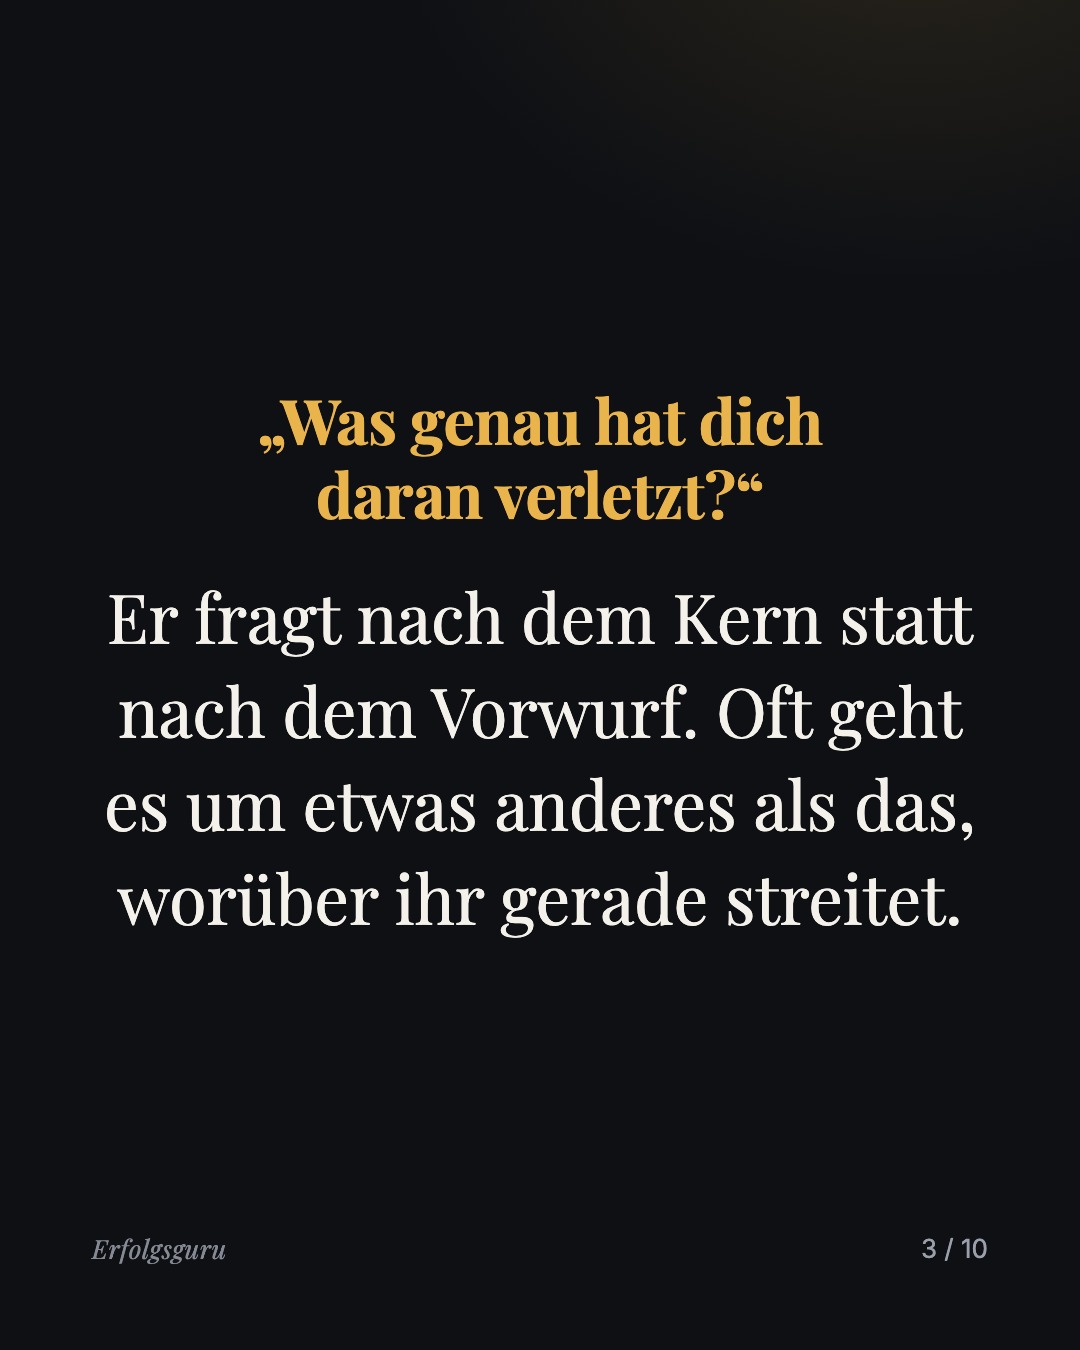 „Was genau hat dich
daran verletzt?“
Er fragt nach dem Kern statt
nach dem Vorwurf. Oft geht
es um etwas anderes als das,
worüber ihr gerade streitet.
Erfolgsguru
3 / 10